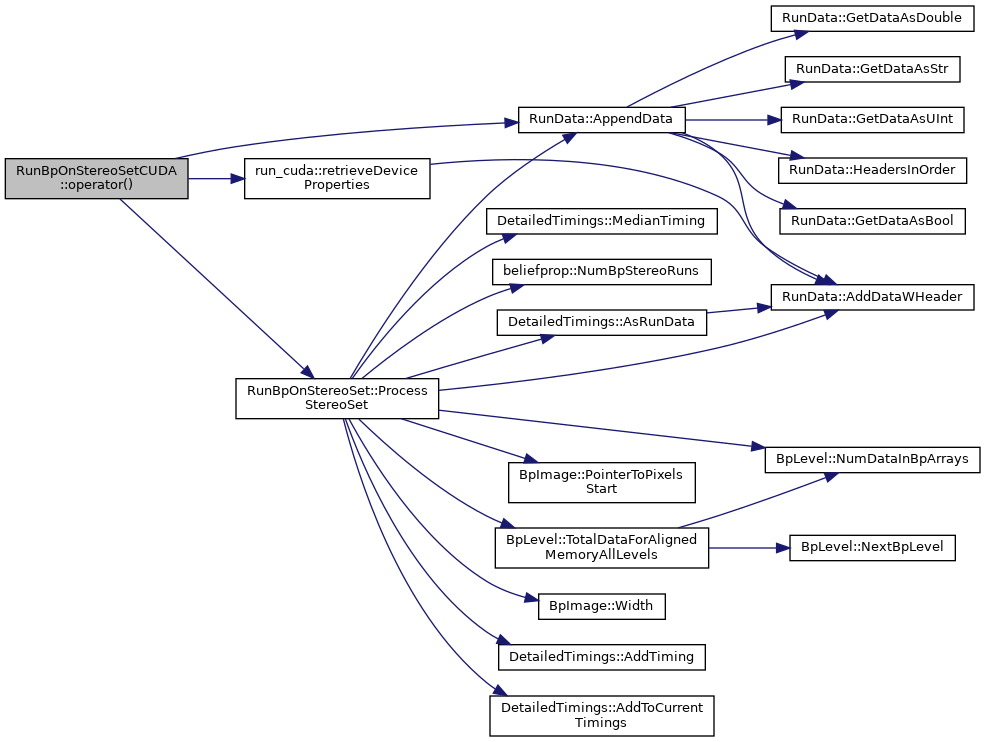 RunData::GetDataAsDouble
RunData::GetDataAsStr
RunData::AppendData
RunData::GetDataAsUInt
RunBpOnStereoSetCUDA
::operator()
run_cuda::retrieveDevice
Properties
RunData::HeadersInOrder
DetailedTimings::MedianTiming
RunData::GetDataAsBool
beliefprop::NumBpStereoRuns
RunData::AddDataWHeader
DetailedTimings::AsRunData
RunBpOnStereoSet::Process
StereoSet
BpLevel::NumDataInBpArrays
BpImage::PointerToPixels
Start
BpLevel::TotalDataForAligned
MemoryAllLevels
BpLevel::NextBpLevel
BpImage::Width
DetailedTimings::AddTiming
DetailedTimings::AddToCurrent
Timings